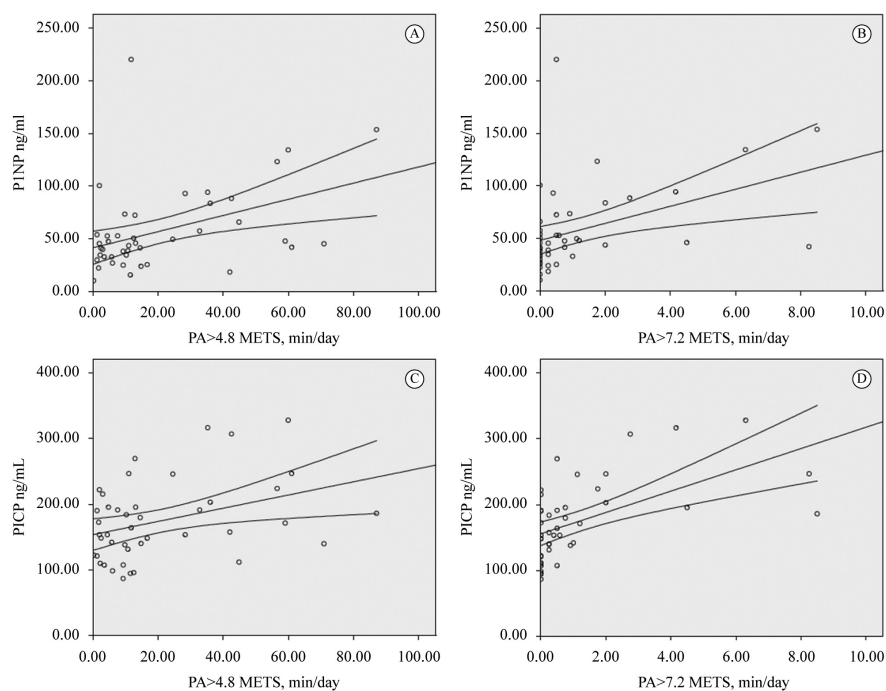 A
P1NP ng/ml
250.00
200.00
150.00
100.00
50.00
0.00
0.00 20.00 40.00 60.00 80.00 100.00
PA>4.8 METS, min/day
B
P1NP ng/ml
250.00
200.00
150.00
100.00
50.00
0.00
0.00 2.00 4.00 6.00 8.00 10.00
PA>7.2 METS, min/day
C
PICP ng/mL
400.00
300.00
200.00
100.00
0.00
0.00 20.00 40.00 60.00 80.00 100.00
PA>4.8 METS, min/day
D
PICP ng/mL
400.00
300.00
200.00
100.00
0.00
0.00 2.00 4.00 6.00 8.00 10.00
PA>7.2 METS, min/day